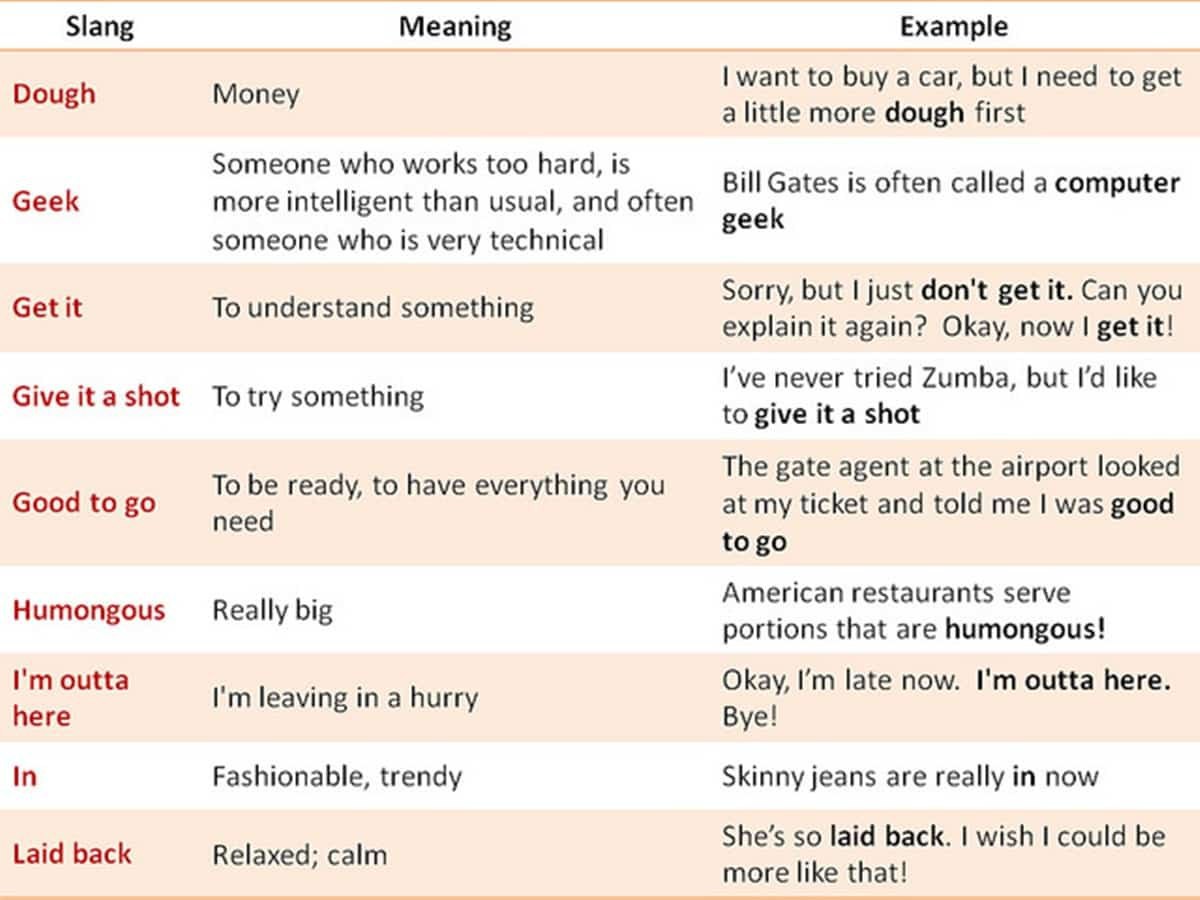 Slang Meaning Example
Dough Money I want to buy a car, but I need to get
a little more dough first
Geek
Someone who works too hard, is
more intelligent than usual, and often
someone who is very technical
Bill Gates is often called a computer
geek
Get it To understand something
Sorry, but I just don't get it. Can you
explain it again? Okay, now I get it!
Give it a shot To try something
I've never tried Zumba, but I'd like
to give it a shot
Good to go
To be ready, to have everything you
need
The gate agent at the airport looked
at my ticket and told me I was good
to go
Humongous Really big
American restaurants serve
portions that are humongous!
I'm outta
here
I'm leaving in a hurry
Okay, I'm late now. I'm outta here.
Bye!
In Fashionable, trendy Skinny jeans are really in now
Laid back Relaxed; calm
She's so laid back. I wish I could be
more like that!